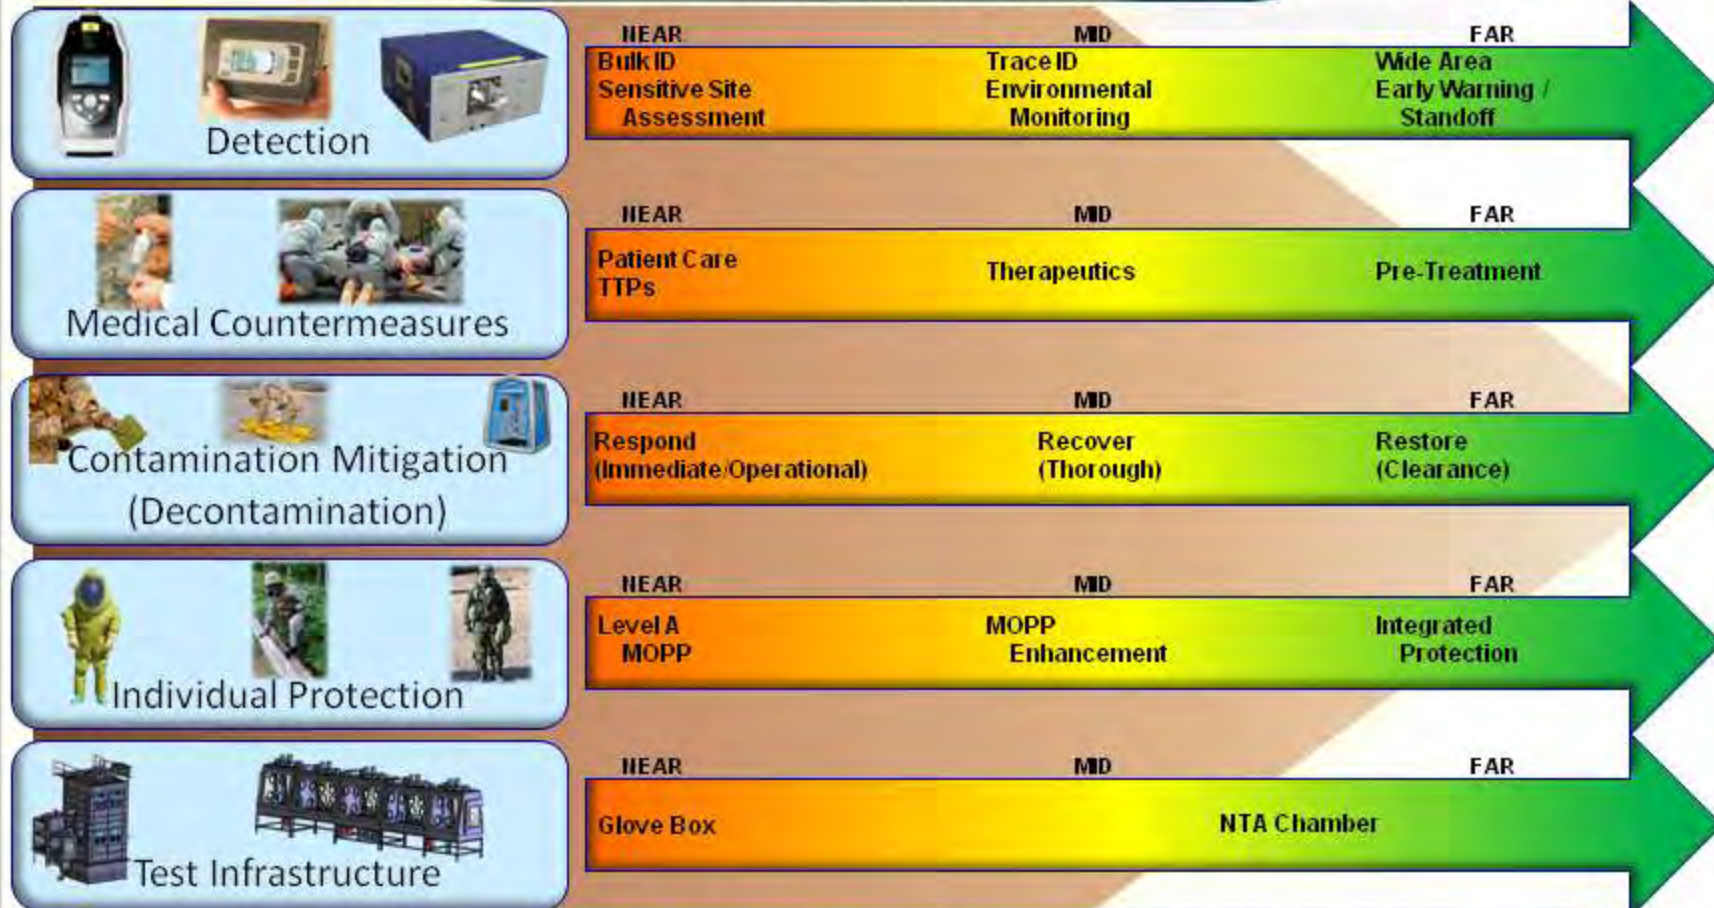 Detection
NEAR MID FAR
Bulk ID Trace ID Wide Area
Sensitive Site Environmental Early Warning /
Assessment Monitoring Standoff
Medical Countermeasures
NEAR MID FAR
Patient Care
TTPs
Therapeutics
Pre-Treatment
Contamination Mitigation
(Decontamination)
NEAR MID FAR
Respond Recover Restore
(Immediate/Operational) (Thorough) (Clearance)
Individual Protection
NEAR MID FAR
Level A MOPP Integrated
MOPP Enhancement Protection
Test Infrastructure
NEAR MID FAR
Glove Box NTA Chamber